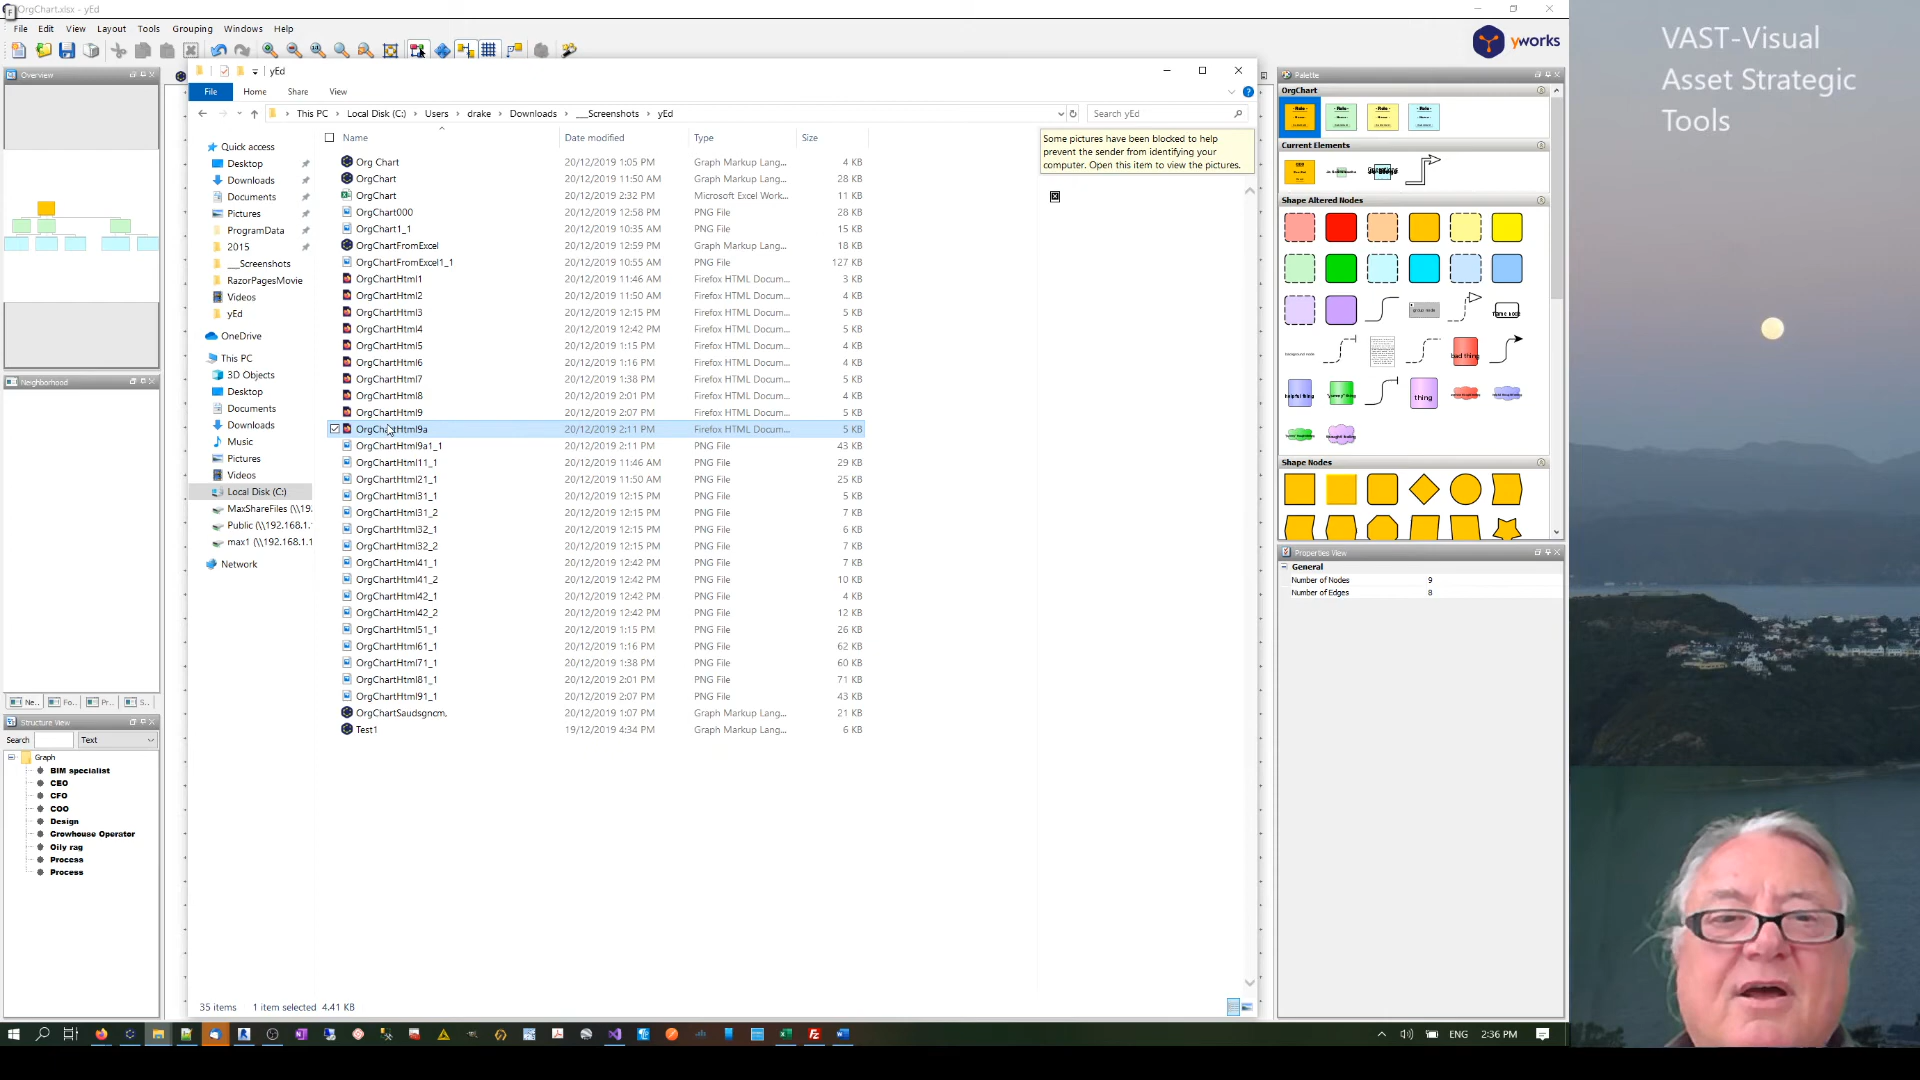 OrgChart.xlsx - yEd
File Edit View Layout Tools Grouping Windows Help
yworks
VAST-Visual
Asset Strategic
Tools
Overview
yEd
File Home Share View
This PC > Local Disk (C:) > Users > drake > Downloads > ___Screenshots > yEd
Search yEd
Name Date modified Type Size
Some pictures have been blocked to help
prevent the sender from identifying your
computer. Open this item to view the pictures.
Quick access
Desktop
Downloads
Documents
Pictures
ProgramData
2015
___Screenshots
RazorPagesMovie
Videos
yEd
OneDrive
This PC
3D Objects
Desktop
Documents
Downloads
Music
Pictures
Videos
Local Disk (C:)
MaxShareFiles (\\19.
Public (\\192.168.1.
max1 (\\192.168.1.1
Network
Org Chart 20/12/2019 1:05 PM Graph Markup Lang... 4 KB
OrgChart 20/12/2019 11:50 AM Graph Markup Lang... 28 KB
OrgChart 20/12/2019 2:32 PM Microsoft Excel Work... 11 KB
OrgChart000 20/12/2019 12:58 PM PNG File 28 KB
OrgChart1_1 20/12/2019 10:35 AM PNG File 15 KB
OrgChartFromExcel 20/12/2019 12:59 PM Graph Markup Lang... 18 KB
OrgChartFromExcel1_1 20/12/2019 10:55 AM PNG File 127 KB
OrgChartHtml1 20/12/2019 11:46 AM Firefox HTML Docum... 3 KB
OrgChartHtml2 20/12/2019 11:50 AM Firefox HTML Docum... 4 KB
OrgChartHtml3 20/12/2019 12:15 PM Firefox HTML Docum... 5 KB
OrgChartHtml4 20/12/2019 12:42 PM Firefox HTML Docum... 5 KB
OrgChartHtml5 20/12/2019 1:15 PM Firefox HTML Docum... 4 KB
OrgChartHtml6 20/12/2019 1:16 PM Firefox HTML Docum... 4 KB
OrgChartHtml7 20/12/2019 1:38 PM Firefox HTML Docum... 5 KB
OrgChartHtml8 20/12/2019 2:01 PM Firefox HTML Docum... 4 KB
OrgChartHtml9 20/12/2019 2:07 PM Firefox HTML Docum... 5 KB
OrgChartHtml9a 20/12/2019 2:11 PM Firefox HTML Docum... 5 KB
OrgChartHtml9a1_1 20/12/2019 2:11 PM PNG File 43 KB
OrgChartHtml11_1 20/12/2019 11:46 AM PNG File 29 KB
OrgChartHtml21_1 20/12/2019 11:50 AM PNG File 25 KB
OrgChartHtml31_1 20/12/2019 12:15 PM PNG File 5 KB
OrgChartHtml31_2 20/12/2019 12:15 PM PNG File 7 KB
OrgChartHtml32_1 20/12/2019 12:15 PM PNG File 6 KB
OrgChartHtml32_2 20/12/2019 12:15 PM PNG File 7 KB
OrgChartHtml41_1 20/12/2019 12:42 PM PNG File 7 KB
OrgChartHtml41_2 20/12/2019 12:42 PM PNG File 10 KB
OrgChartHtml42_1 20/12/2019 12:42 PM PNG File 4 KB
OrgChartHtml42_2 20/12/2019 12:42 PM PNG File 12 KB
OrgChartHtml51_1 20/12/2019 1:15 PM PNG File 26 KB
OrgChartHtml61_1 20/12/2019 1:16 PM PNG File 62 KB
OrgChartHtml71_1 20/12/2019 1:38 PM PNG File 60 KB
OrgChartHtml81_1 20/12/2019 2:01 PM PNG File 71 KB
OrgChartHtml91_1 20/12/2019 2:07 PM PNG File 43 KB
OrgChartSaudsgncm, 20/12/2019 1:07 PM Graph Markup Lang... 21 KB
Test1 19/12/2019 4:34 PM Graph Markup Lang... 6 KB
35 items 1 item selected 4.41 KB
Neighborhood
Ne.. Fo.. Pr.. S..
Structure View
Search Text
Graph
BIM specialist
CEO
CFO
COO
Design
Growhouse Operator
Oily rag
Process
Process
Palette
OrgChart
Current Elements
Shape Altered Nodes
group node
bad thing
helpful thing
thing
Shape Nodes
Properties View
General
Number of Nodes 9
Number of Edges 8
ENG 2:36 PM